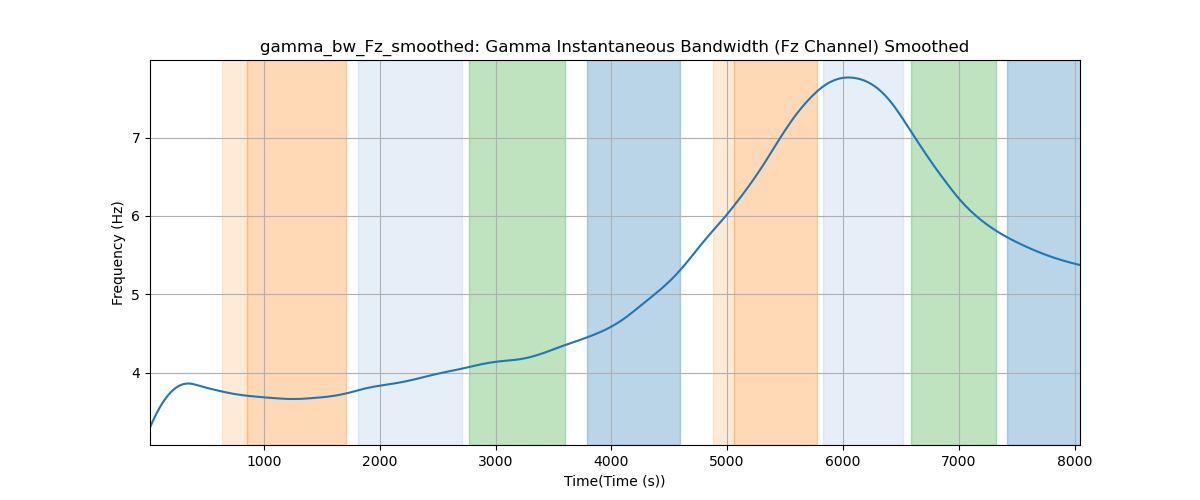 gamma_bw_Fz_smoothed: Gamma Instantaneous Bandwidth (Fz Channel) Smoothed
Frequency (Hz)
7
6
5
4
1000 2000 3000 4000 5000 6000 7000 8000
Time(Time (s))